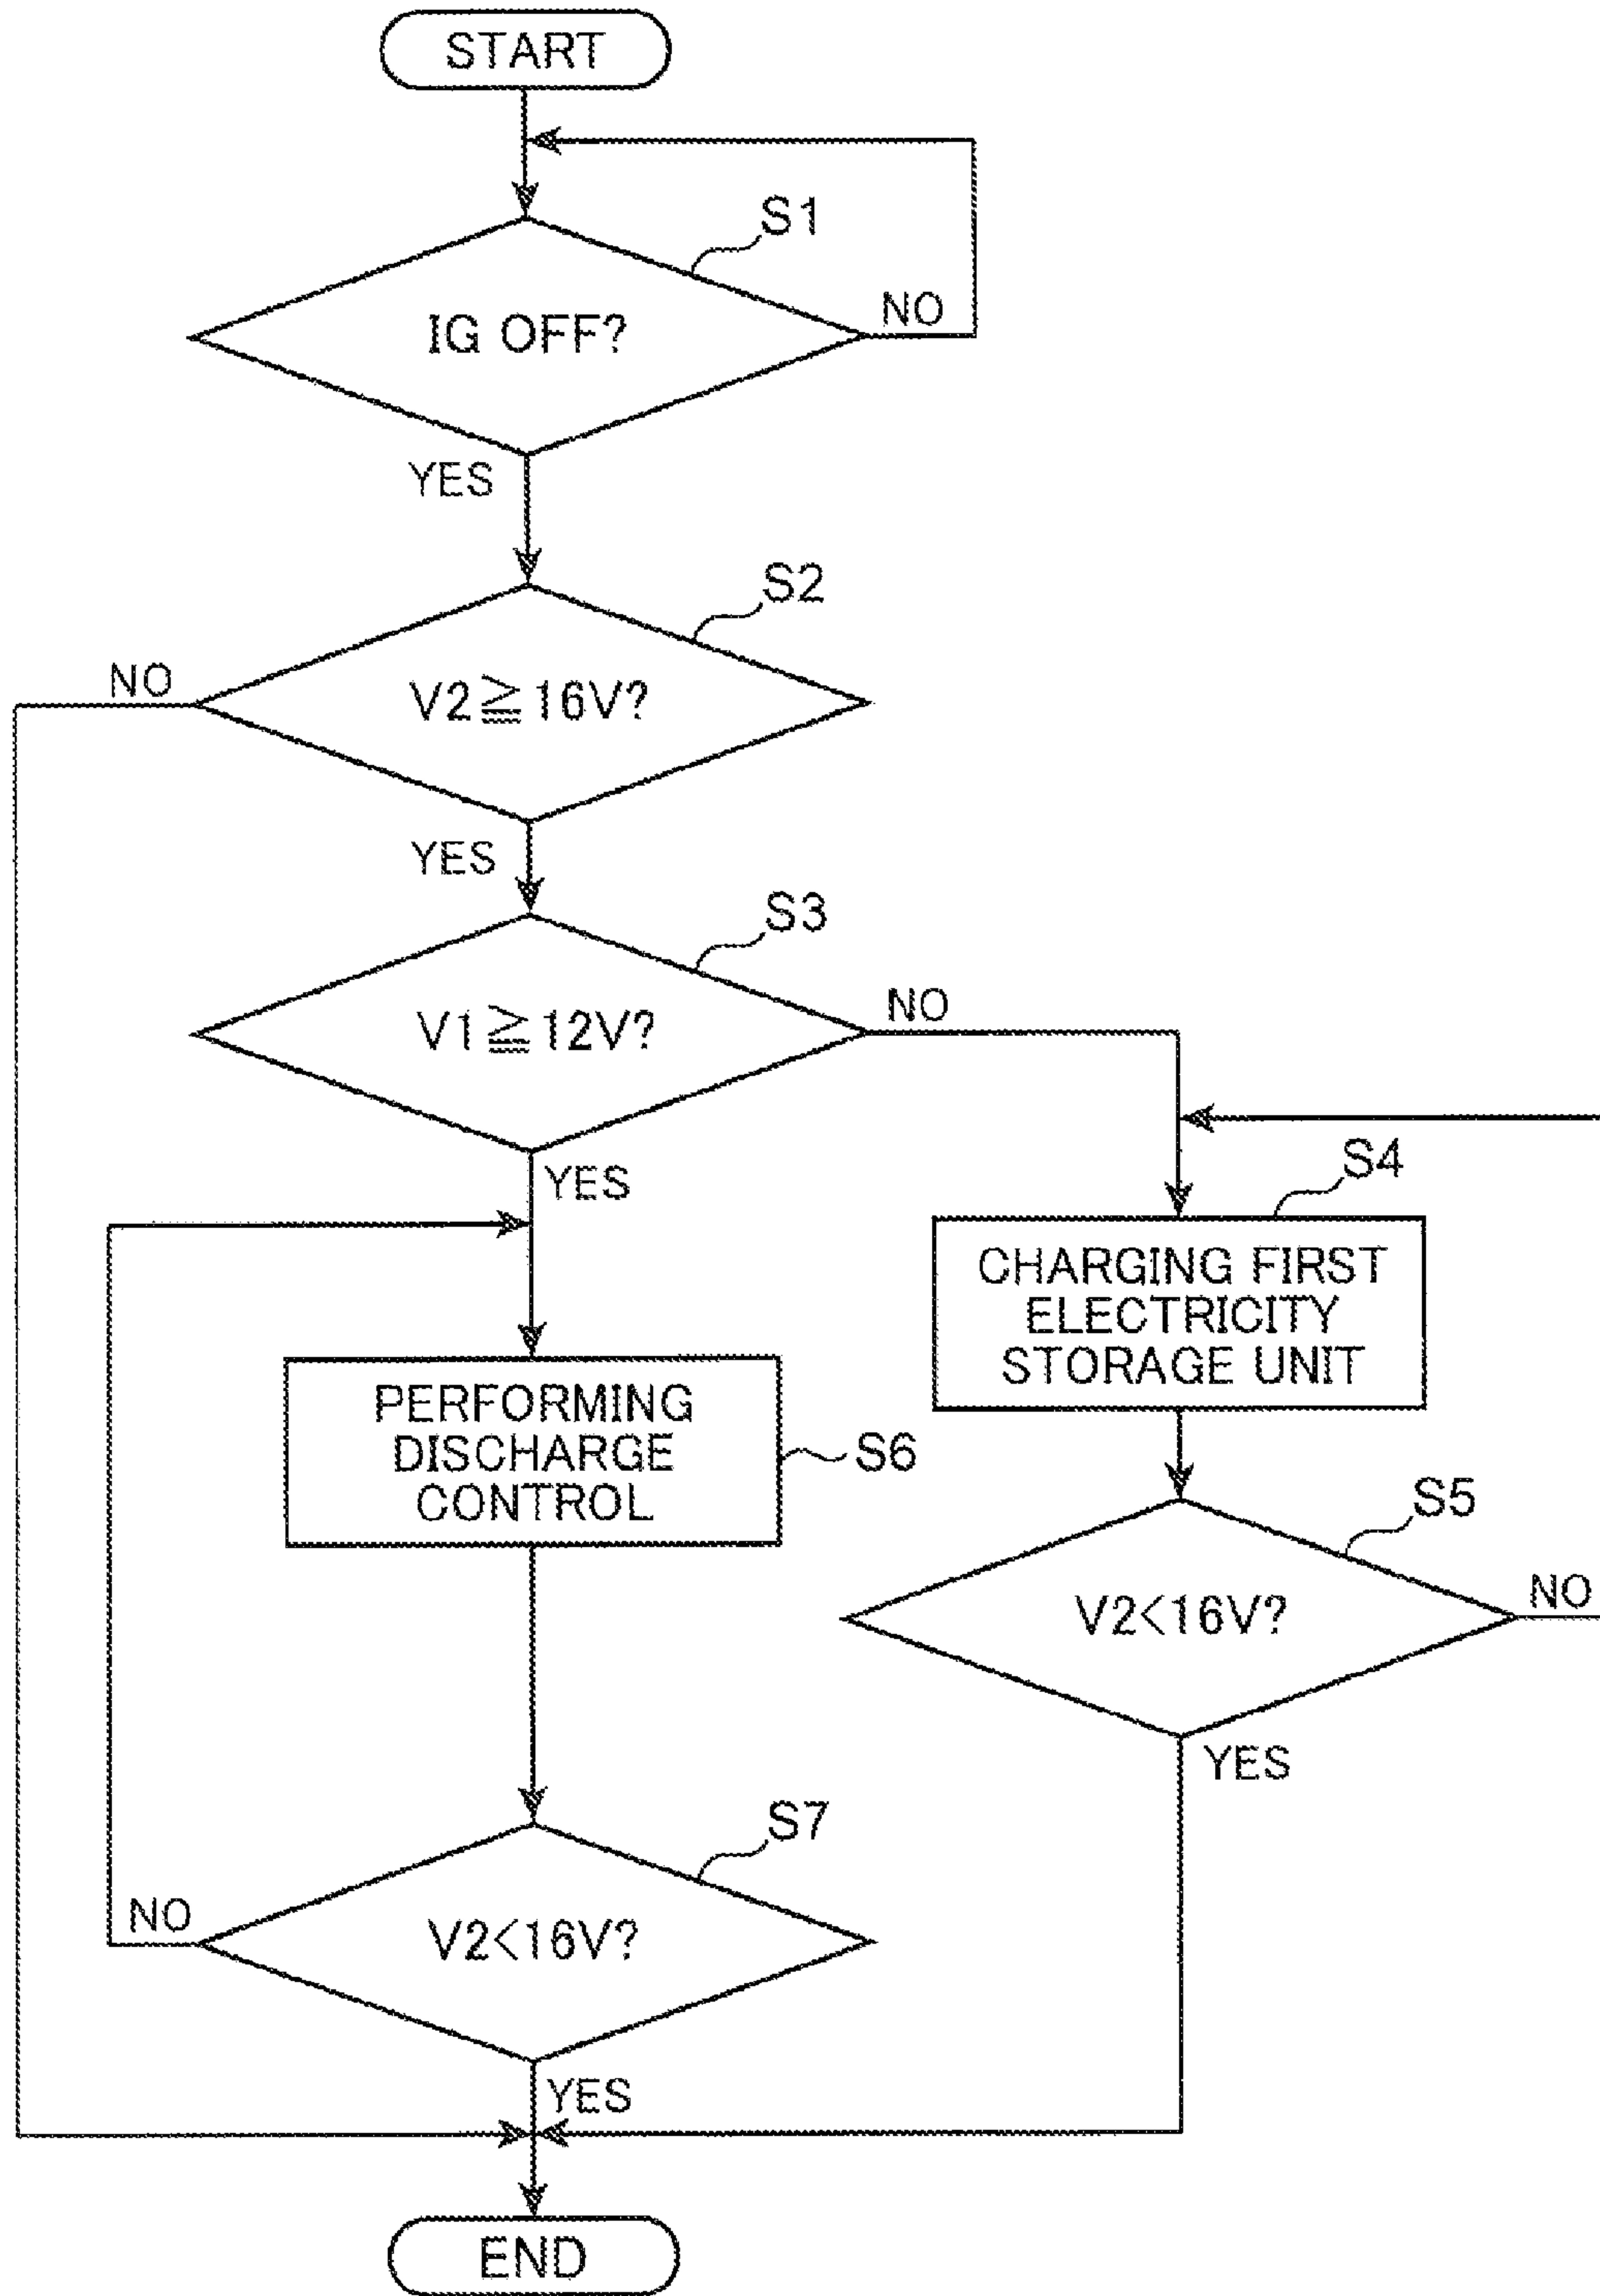 START
S1
IG OFF?
NO
YES
S2
NO
V2≧16V?
YES
S3
V1≧12V?
NO
YES
S4
CHARGING FIRST
ELECTRICITY
STORAGE UNIT
PERFORMING
DISCHARGE
CONTROL
S6
S5
V2<16V?
NO
YES
S7
NO
V2<16V?
YES
END